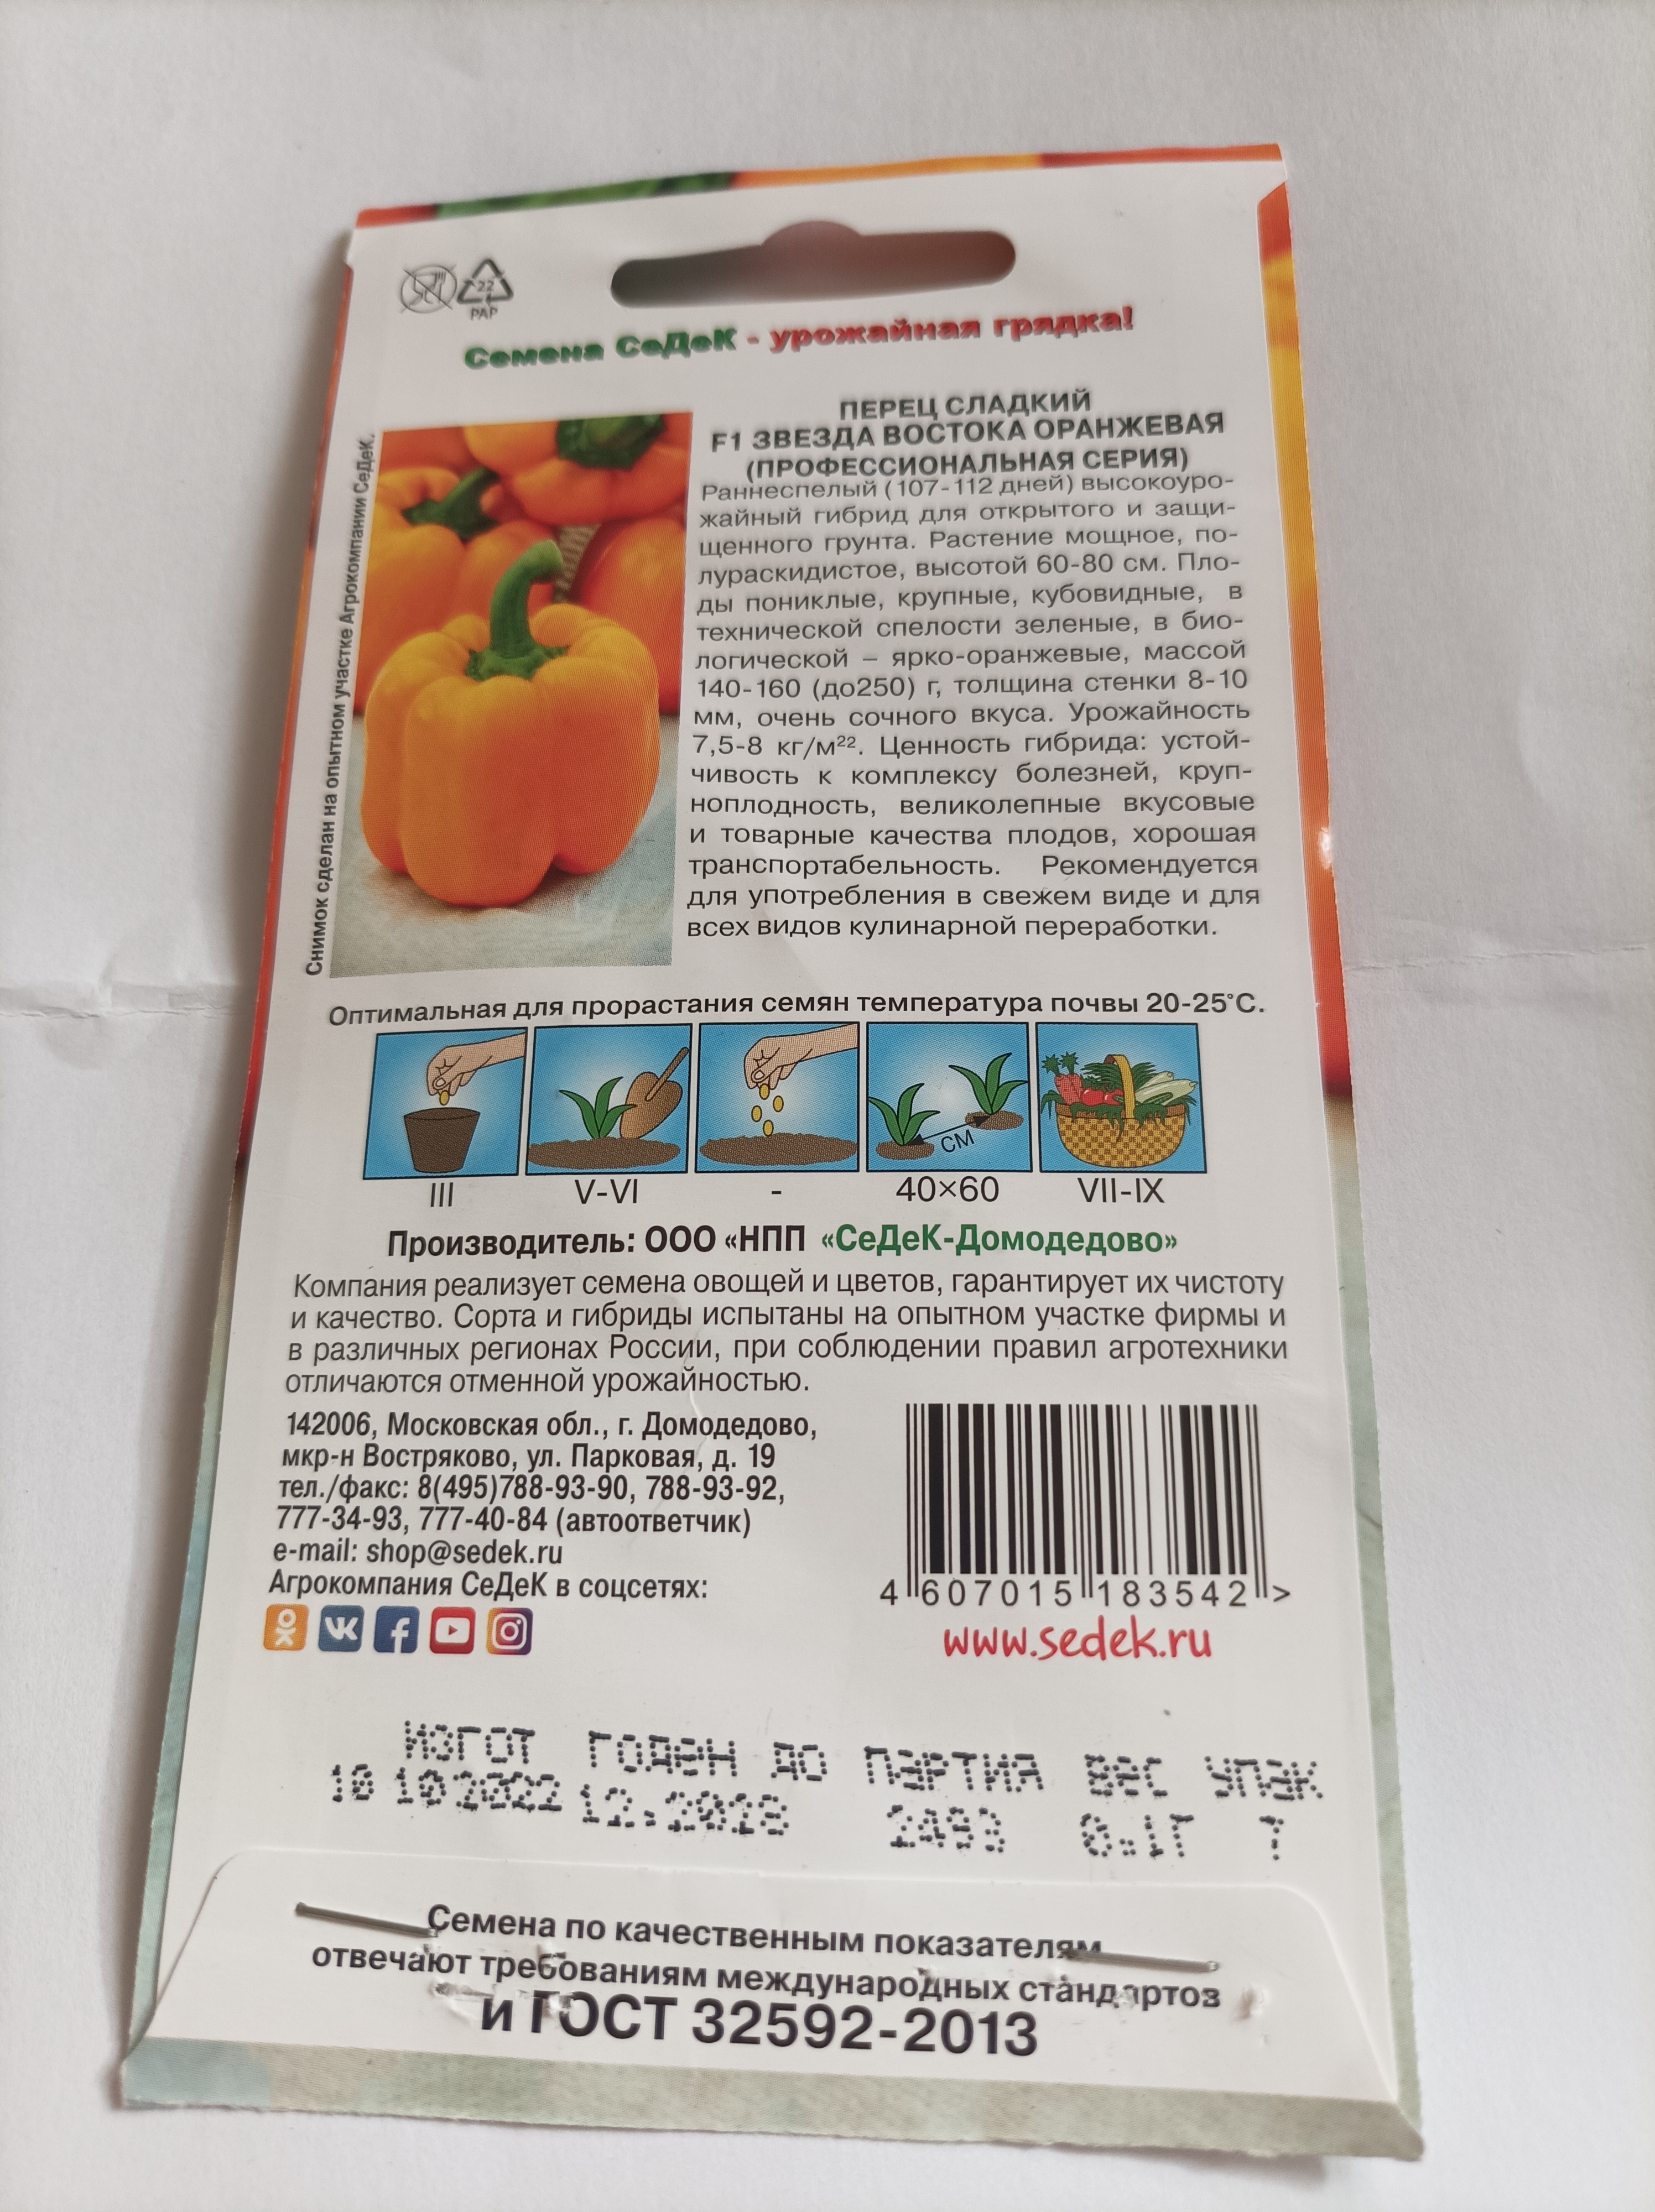 22
PAP
Семена СеДеК - урожайная грядка!
Снимок сделан на опытном участке Агрокомпании СеДеК.
ПЕРЕЦ СЛАДКИЙ
F1 ЗВЕЗДА ВОСТОКА ОРАНЖЕВАЯ
(ПРОФЕССИОНАЛЬНАЯ СЕРИЯ)
Раннеспелый (107-112 дней) высокоуро-
жайный гибрид для открытого и защи-
щенного грунта. Растение мощное, по-
лураскидистое, высотой 60-80 см. Пло-
ды пониклые, крупные, кубовидные, в
технической спелости зеленые, в био-
логической – ярко-оранжевые, массой
140-160 (до250) г, толщина стенки 8-10
мм, очень сочного вкуса. Урожайность
7,5-8 кг/м²². Ценность гибрида: устой-
чивость к комплексу болезней, круп-
ноплодность, великолепные вкусовые
и товарные качества плодов, хорошая
транспортабельность. Рекомендуется
для употребления в свежем виде и для
всех видов кулинарной переработки.
Оптимальная для прорастания семян температура почвы 20-25°С.
см
III V-VI - 40×60 VII-IX
Производитель: ООО «НПП «СеДеК-Домодедово»
Компания реализует семена овощей и цветов, гарантирует их чистоту
и качество. Сорта и гибриды испытаны на опытном участке фирмы и
в различных регионах России, при соблюдении правил агротехники
отличаются отменной урожайностью.
142006, Московская обл., г. Домодедово,
мкр-н Востряково, ул. Парковая, д. 19
тел./факс: 8(495)788-93-90, 788-93-92,
777-34-93, 777-40-84 (автоответчик)
e-mail: shop@sedek.ru
Агрокомпания СеДеК в соцсетях:
4 607015 183542 >
www.sedek.ru
ИЗГОТ ГОДЕН ДО ПАРТИЯ ВЕС УПАК
10 10 2022 12.2028 2493 0.1Г 7
Семена по качественным показателям
отвечают требованиям международных стандартов
и ГОСТ 32592-2013